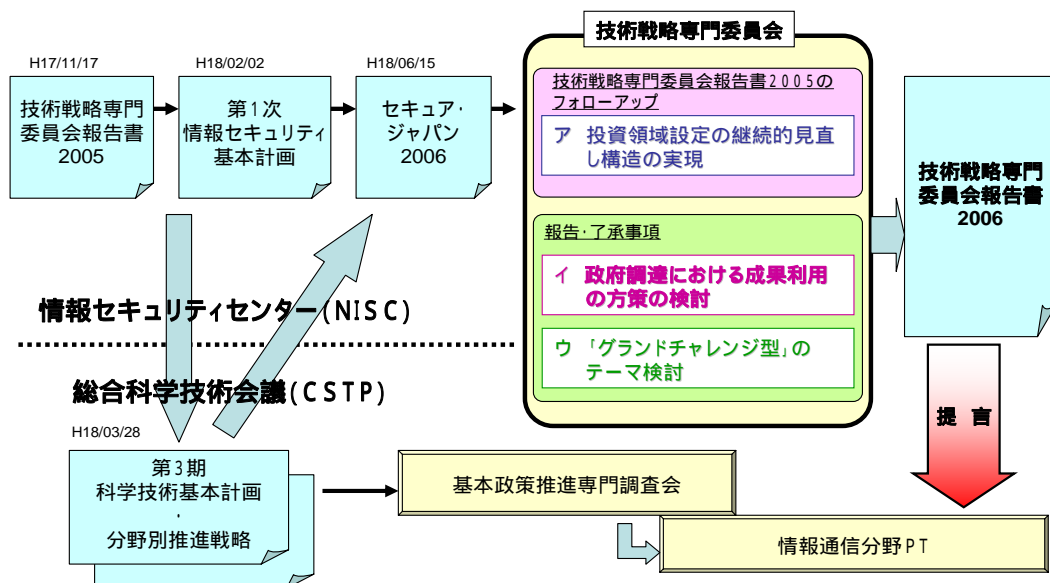 技術戦略専門委員会
H17/11/17
技術戦略専門
委員会報告書
2005
H18/02/02
第1次
情報セキュリティ
基本計画
H18/06/15
セキュア・
ジャパン
2006
技術戦略専門委員会報告書2005の
フォローアップ
ア 投資領域設定の継続的見直
し構造の実現
報告・了承事項
イ 政府調達における成果利用
の方策の検討
ウ 「グランドチャレンジ型」の
テーマ検討
技術戦略専門
委員会報告書
2006
情報セキュリティセンター(NISC)
総合科学技術会議(CSTP)
H18/03/28
第3期
科学技術基本計画
・
分野別推進戦略
基本政策推進専門調査会
提 言
情報通信分野PT